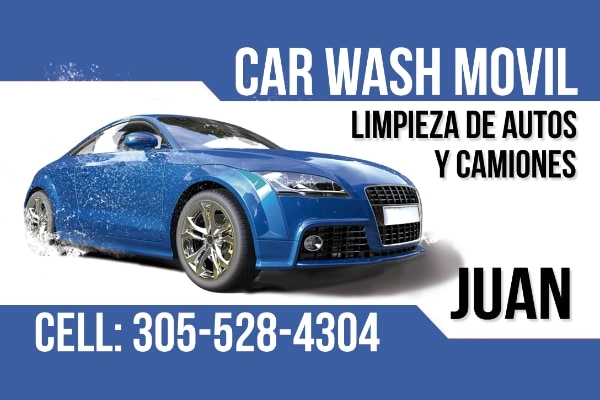 CAR WASH MOVIL
LIMPIEZA DE AUTOS
Y CAMIONES
JUAN
CELL: 305-528-4304